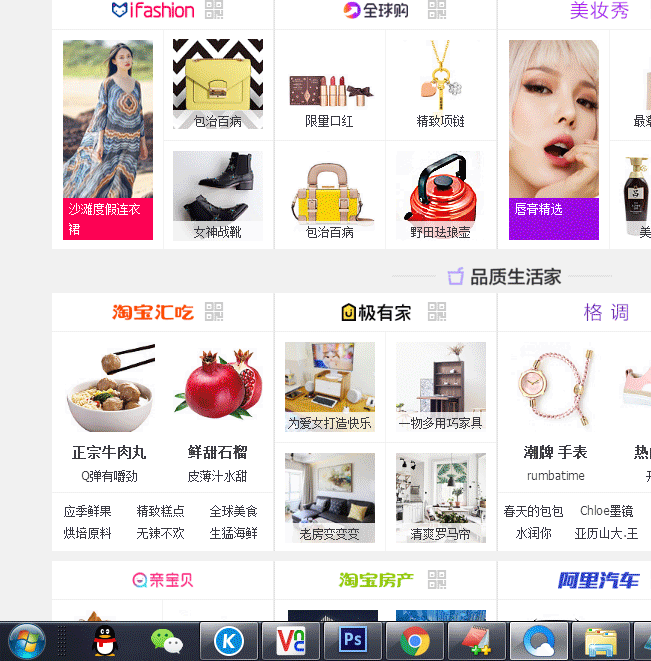 iFashion
全球购
美妆秀
沙滩度假连衣
裙
包治百病
女神战靴
限量口红
精致项链
包治百病
野田珐琅壶
唇膏精选
品质生活家
淘宝汇吃
极有家
格调
正宗牛肉丸
Q弹有嚼劲
鲜甜石榴
皮薄汁水甜
应季鲜果 精致糕点 全球美食
烘培原料 无辣不欢 生猛海鲜
为爱女打造快乐
一物多用巧家具
老房变变变
清爽罗马帘
潮牌 手表
rumbatime
春天的包包 Chloe墨镜
水润你 亚历山大.王
亲宝贝
淘宝房产
阿里汽车
K
VNC
Ps